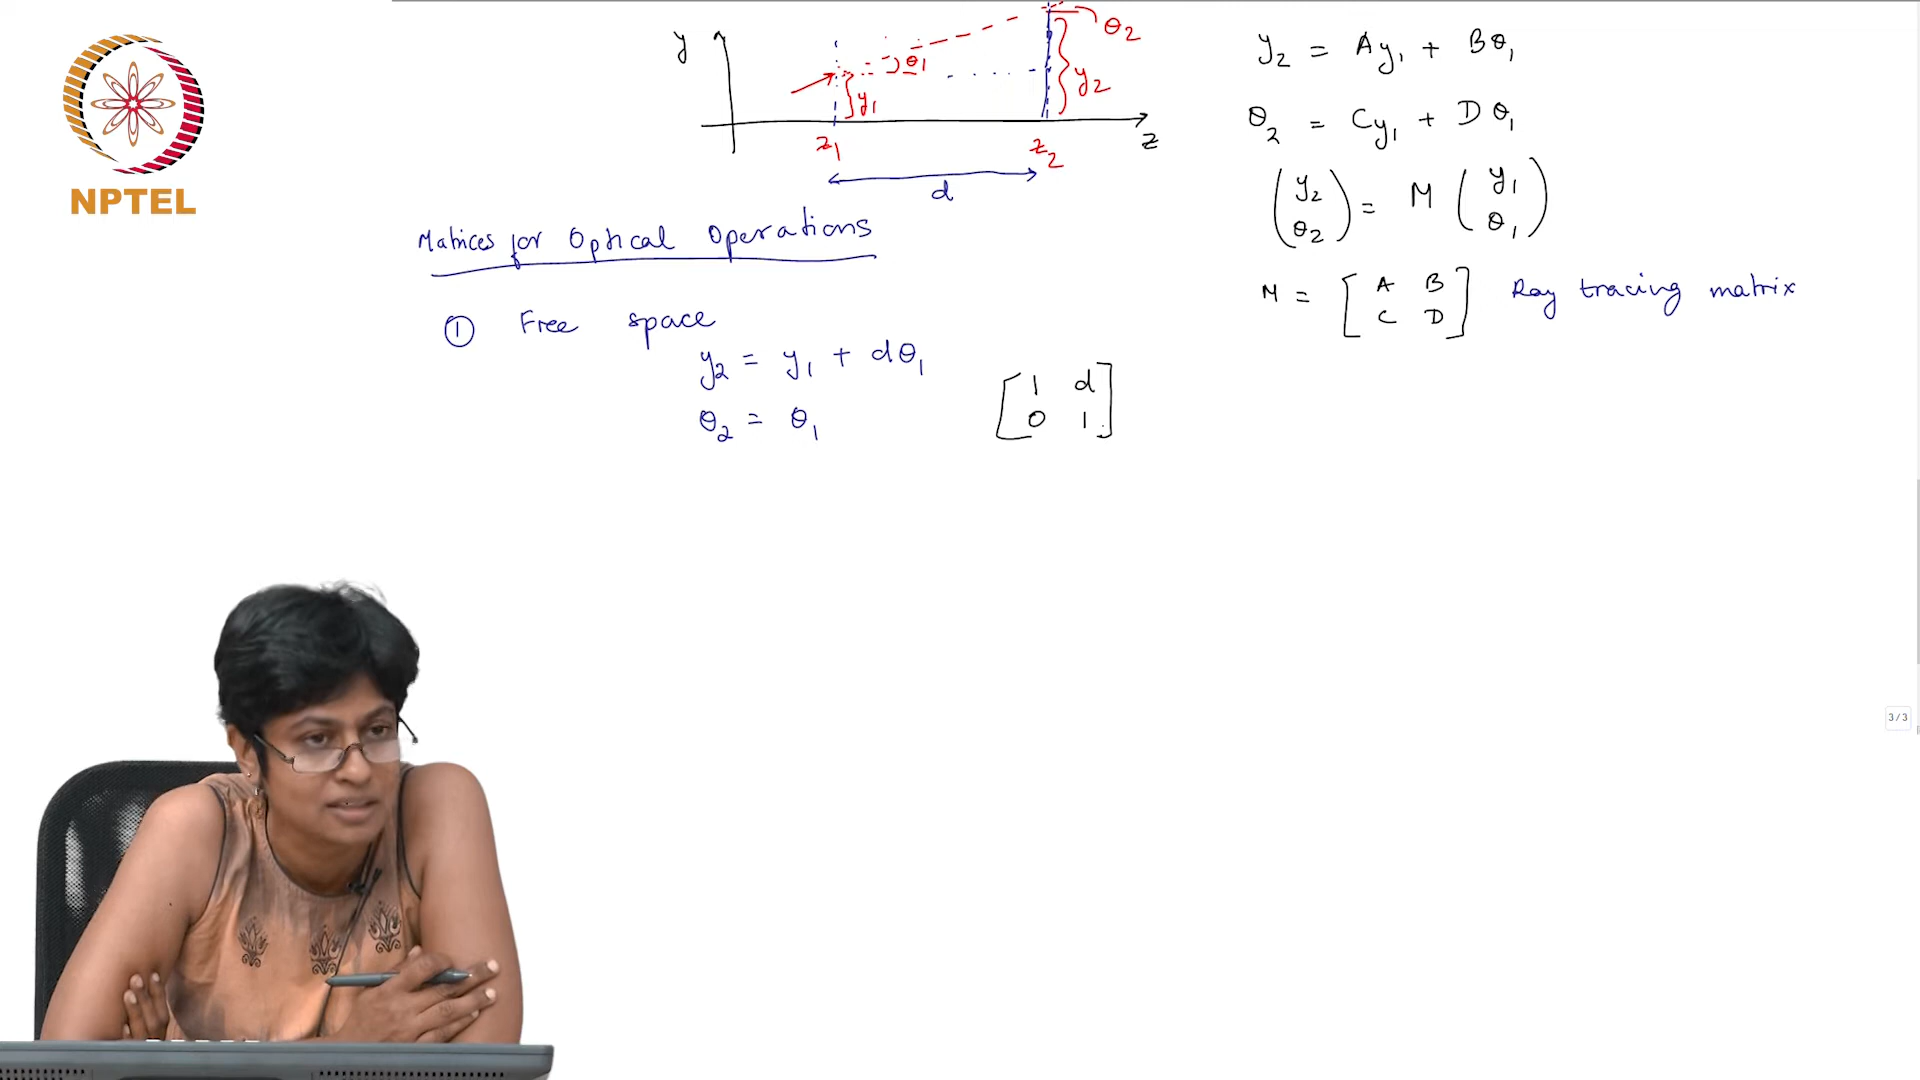 NPTEL
y
θ1
y1
θ2
y2
z1
z2
z
d
y2 = Ay1 + Bθ1
θ2 = Cy1 + Dθ1
(y2 θ2) = M (y1 θ1)
M = [A B
C D] Ray tracing matrix
Matrices for Optical Operations
① Free space
y2 = y1 + dθ1
θ2 = θ1
[1 d
0 1]
3/3